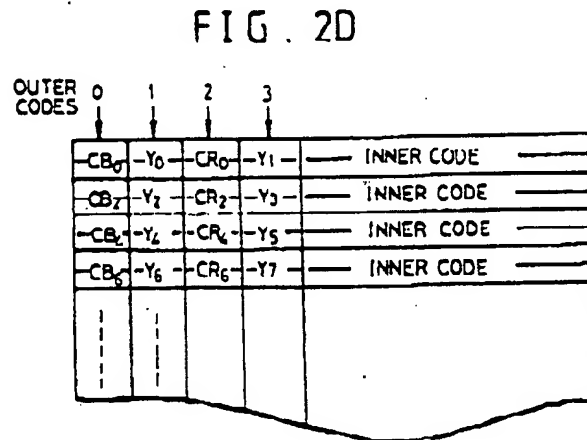 FIG. 2D
OUTER CODES 0 1 2 3
CB0 Y0 CR0 Y1 INNER CODE
CB2 Y2 CR2 Y3 INNER CODE
CB4 Y4 CR4 Y5 INNER CODE
CB6 Y6 CR6 Y7 INNER CODE